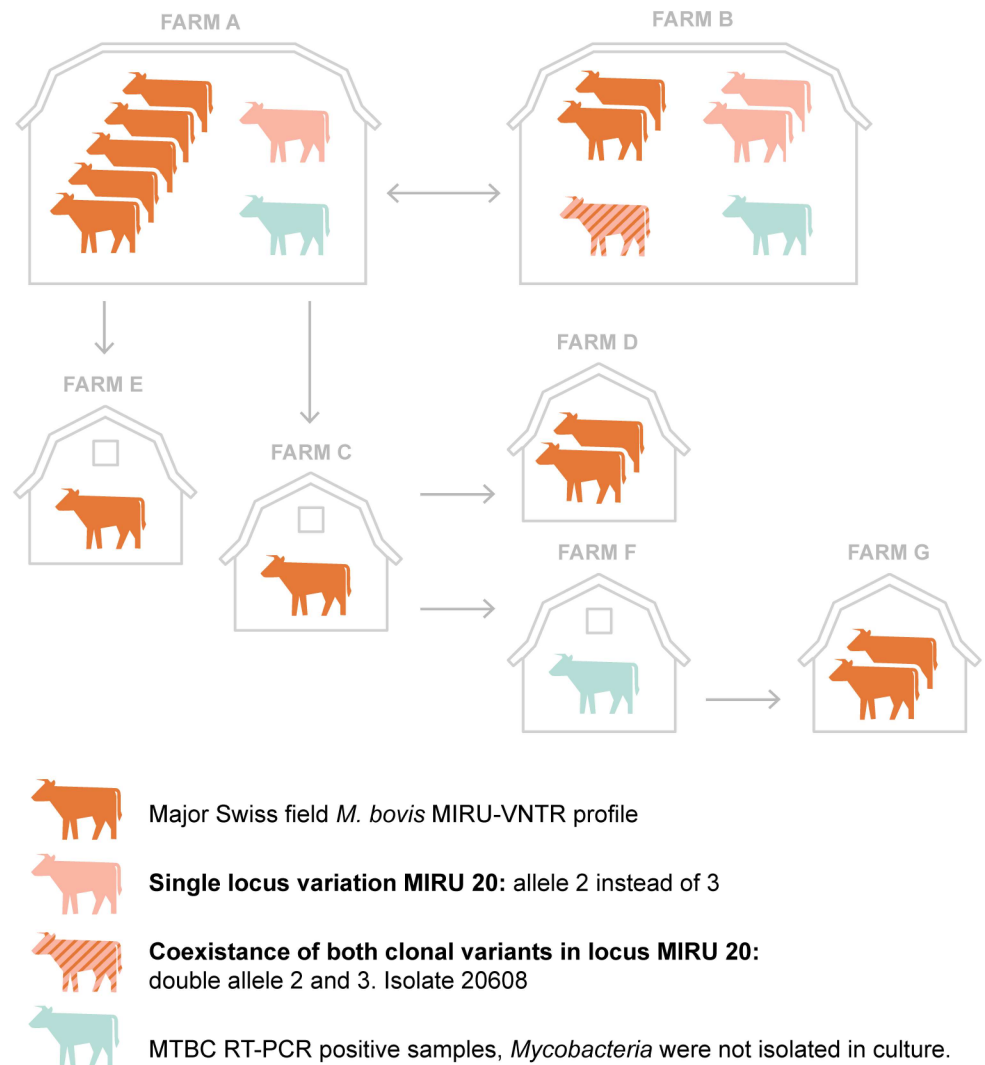 FARM A
FARM B
FARM D
FARM E
FARM C
FARM F
FARM G
Major Swiss field M. bovis MIRU-VNTR profile
Single locus variation MIRU 20: allele 2 instead of 3
Coexistance of both clonal variants in locus MIRU 20:
double allele 2 and 3. Isolate 20608
MTBC RT-PCR positive samples, Mycobacteria were not isolated in culture.